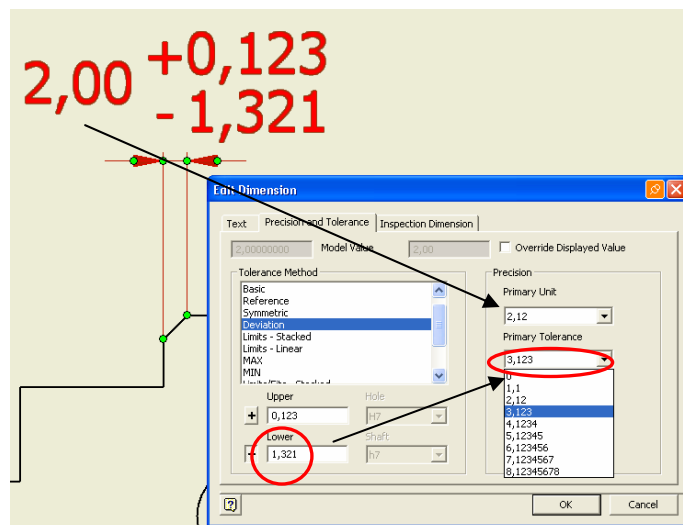 2,00 +0,123
- 1,321
Edit Dimension
Text Precision and Tolerance Inspection Dimension
2,00000000 Model Value 2,00 Override Displayed Value
Tolerance Method
Basic
Reference
Symmetric
Deviation
Limits - Stacked
Limits - Linear
MAX
MIN
Limits/Fits - Stacked
Upper Hole
+ 0,123 H7
Lower Shaft
- 1,321 h7
Precision
Primary Unit
2,12
Primary Tolerance
3,123
0
1,1
2,12
3,123
4,1234
5,12345
6,123456
7,1234567
8,12345678
? OK Cancel